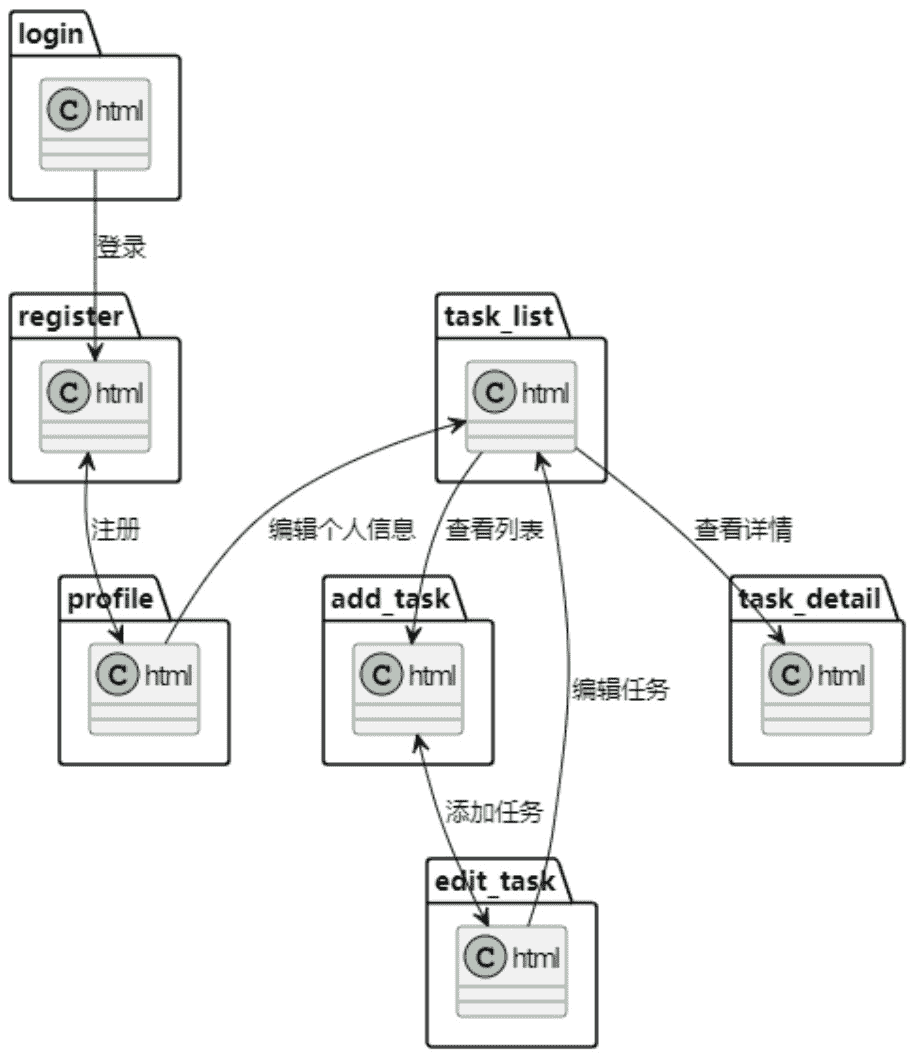 login
C html
登录
register
C html
task_list
C html
注册
编辑个人信息
查看列表
查看详情
profile
C html
add_task
C html
task_detail
C html
编辑任务
添加任务
edit_task
C html